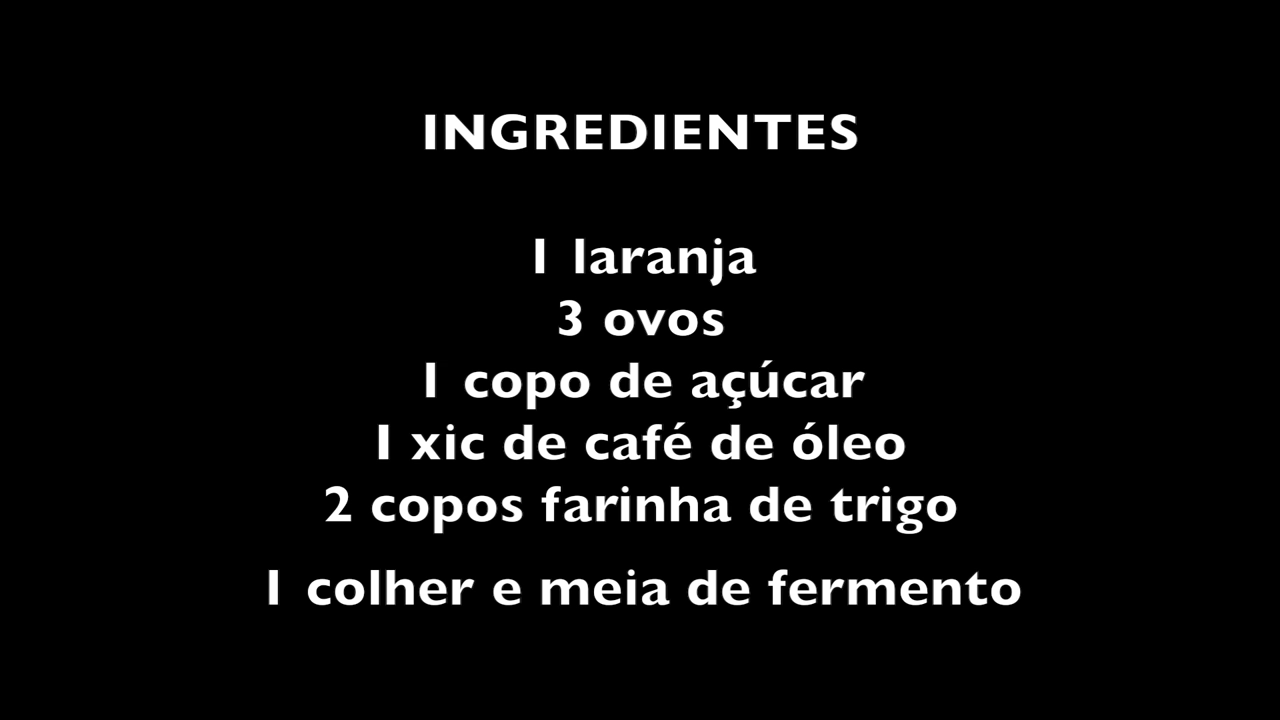 INGREDIENTES
1 laranja
3 ovos
1 copo de açúcar
1 xic de café de óleo
2 copos farinha de trigo
1 colher e meia de fermento